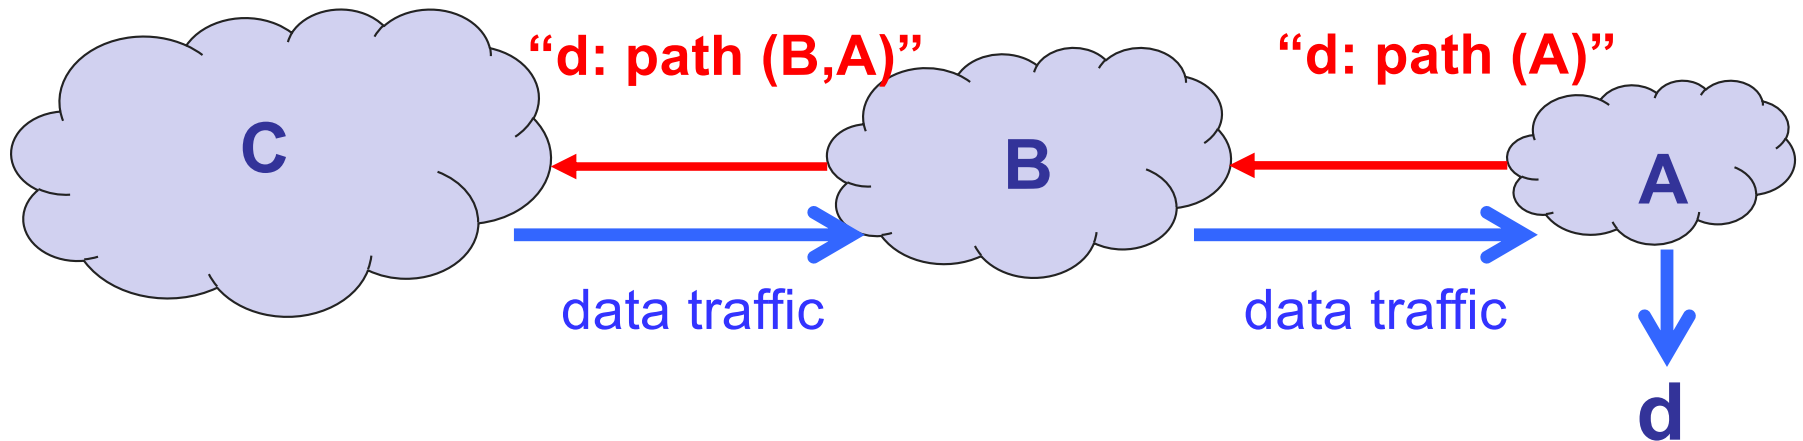 “d: path (B,A)”
“d: path (A)”
C
B
A
data traffic
data traffic
d